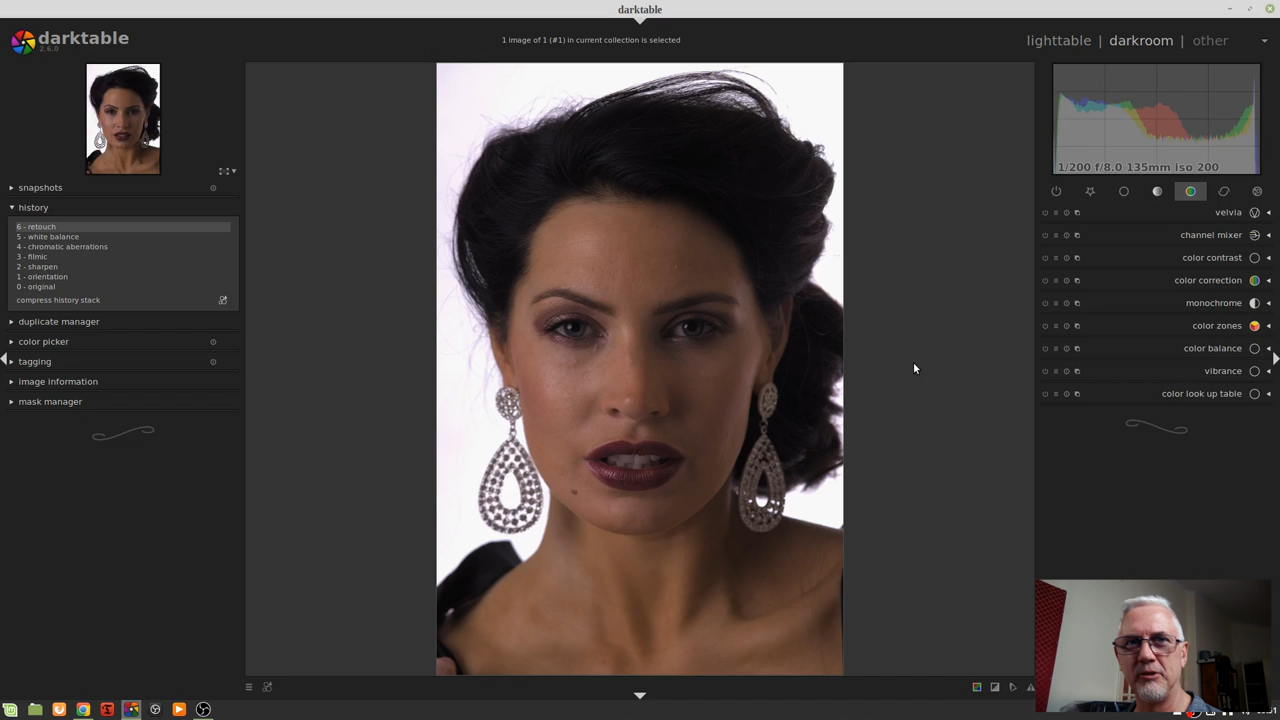 darktable
darktable
2.6.0
1 image of 1 (#1) in current collection is selected
lighttable | darkroom | other
1/200 f/8.0 135mm iso 200
snapshots
history
6 - retouch
5 - white balance
4 - chromatic aberrations
3 - filmic
2 - sharpen
1 - orientation
0 - original
compress history stack
duplicate manager
color picker
tagging
image information
mask manager
velvia
channel mixer
color contrast
color correction
monochrome
color zones
color balance
vibrance
color look up table